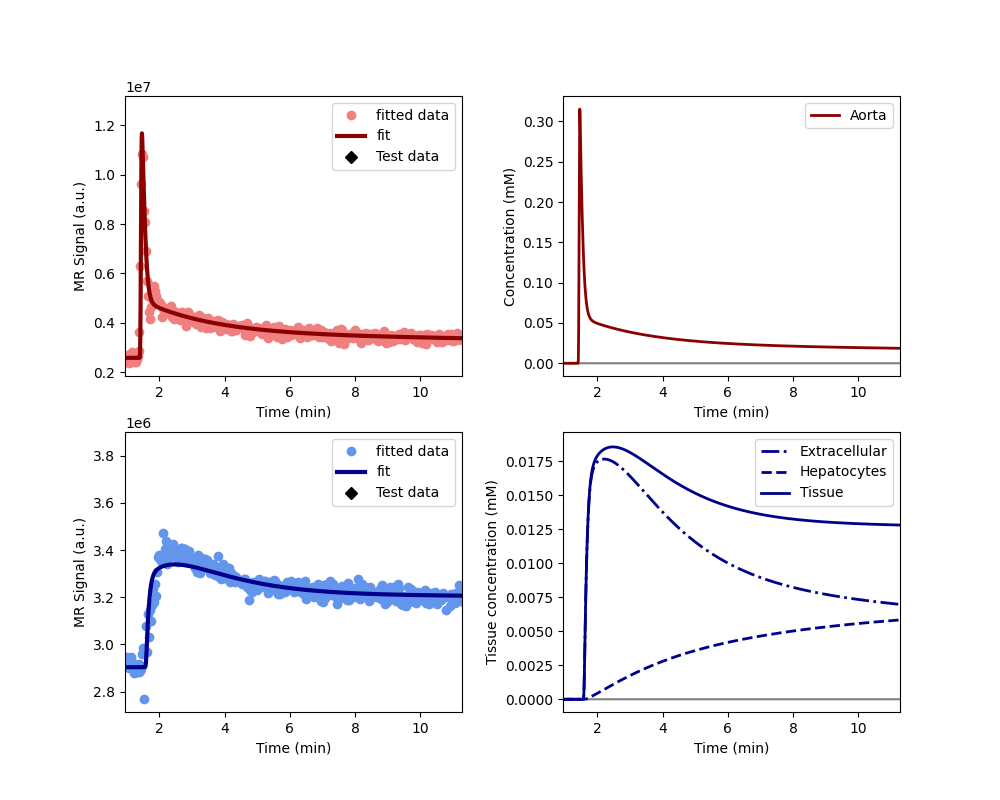 1e7
MR Signal (a.u.)
1.2
1.0
0.8
0.6
0.4
0.2
2 4 6 8 10
Time (min)
fitted data
fit
Test data
Concentration (mM)
0.30
0.25
0.20
0.15
0.10
0.05
0.00
2 4 6 8 10
Time (min)
Aorta
1e6
MR Signal (a.u.)
3.8
3.6
3.4
3.2
3.0
2.8
2 4 6 8 10
Time (min)
fitted data
fit
Test data
Tissue concentration (mM)
0.0175
0.0150
0.0125
0.0100
0.0075
0.0050
0.0025
0.0000
2 4 6 8 10
Time (min)
Extracellular
Hepatocytes
Tissue